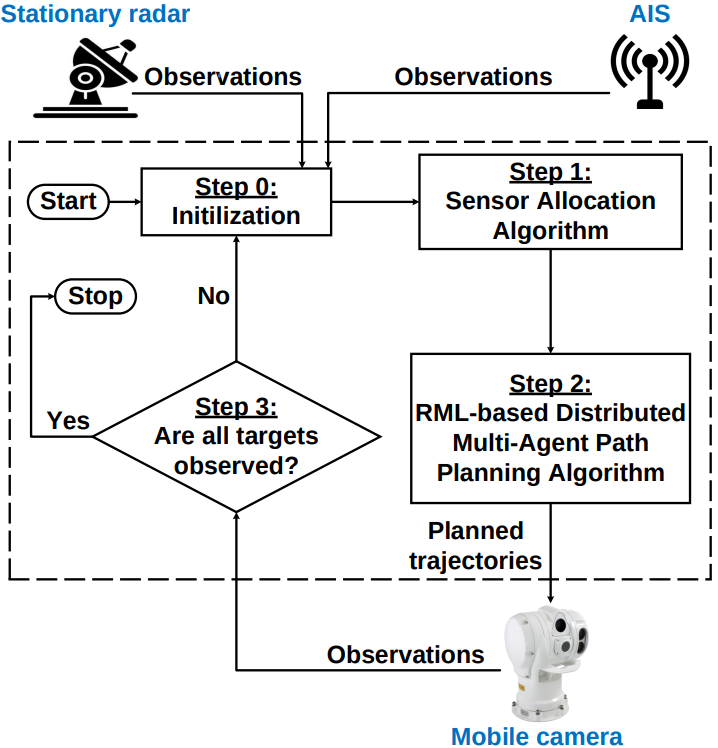 Stationary radar
AIS
Observations
Observations
Start
Step 0:
Initilization
Step 1:
Sensor Allocation
Algorithm
Stop
No
Yes
Step 3:
Are all targets
observed?
Step 2:
RML-based Distributed
Multi-Agent Path
Planning Algorithm
Planned
trajectories
Observations
Mobile camera